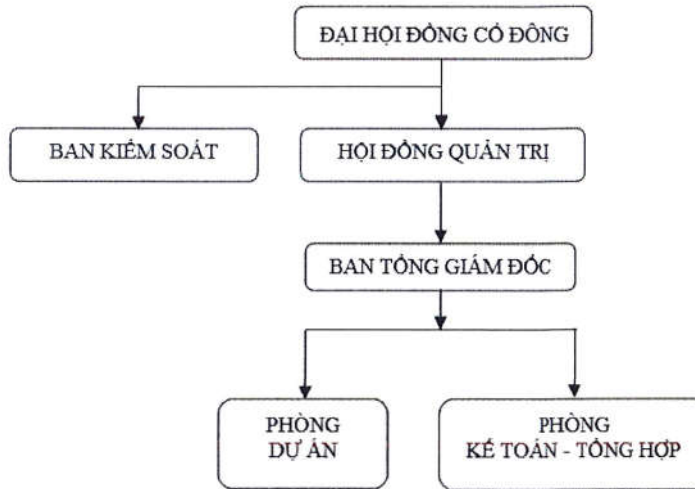 ĐẠI HỘI ĐỒNG CỔ ĐÔNG
BAN KIỂM SOÁT
HỘI ĐỒNG QUẢN TRỊ
BAN TỔNG GIÁM ĐỐC
PHÒNG
DỰ ÁN
PHÒNG
KẾ TOÁN - TỔNG HỢP